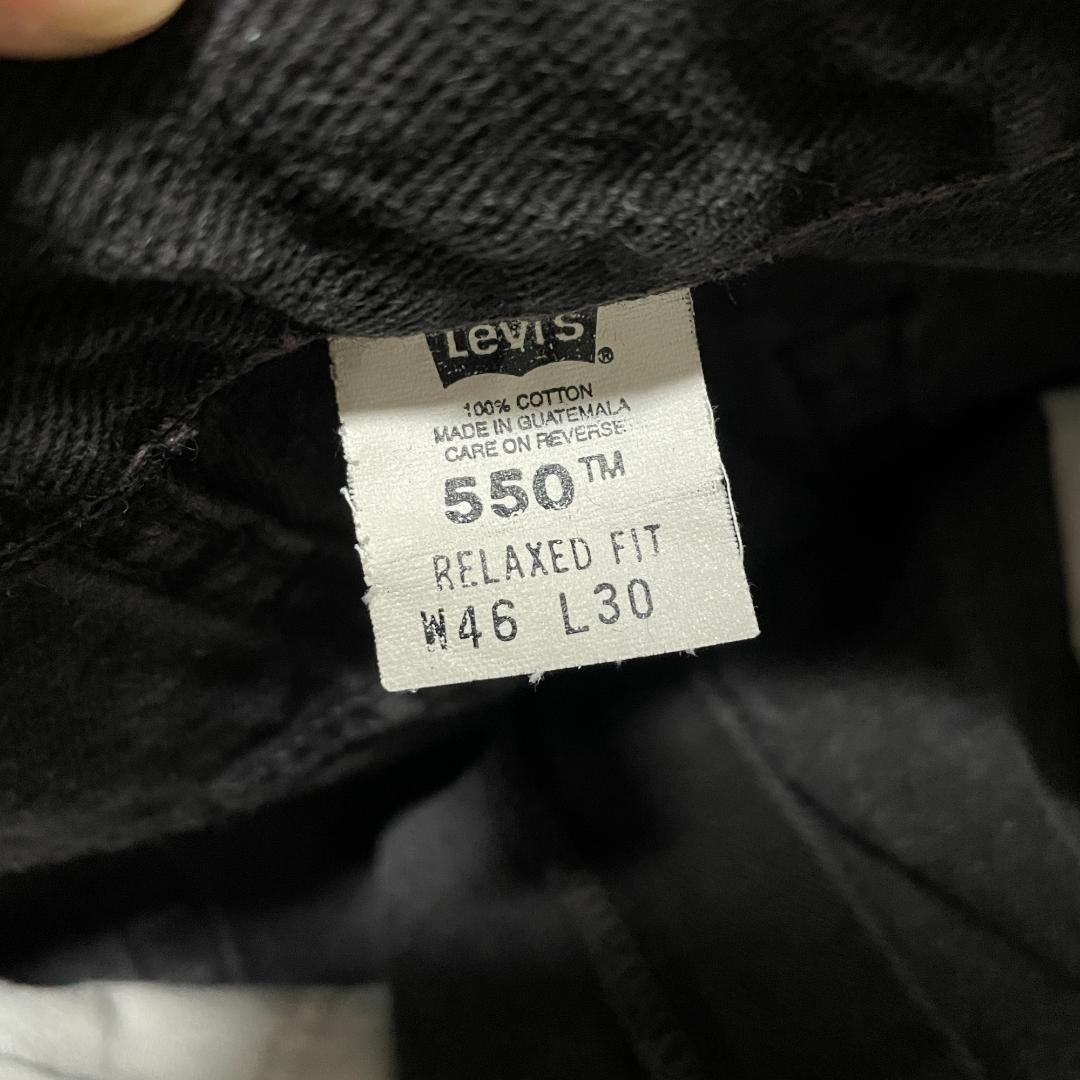 Levi's®
100% COTTON
MADE IN GUATEMALA
CARE ON REVERSE
550™
RELAXED FIT
W46 L30